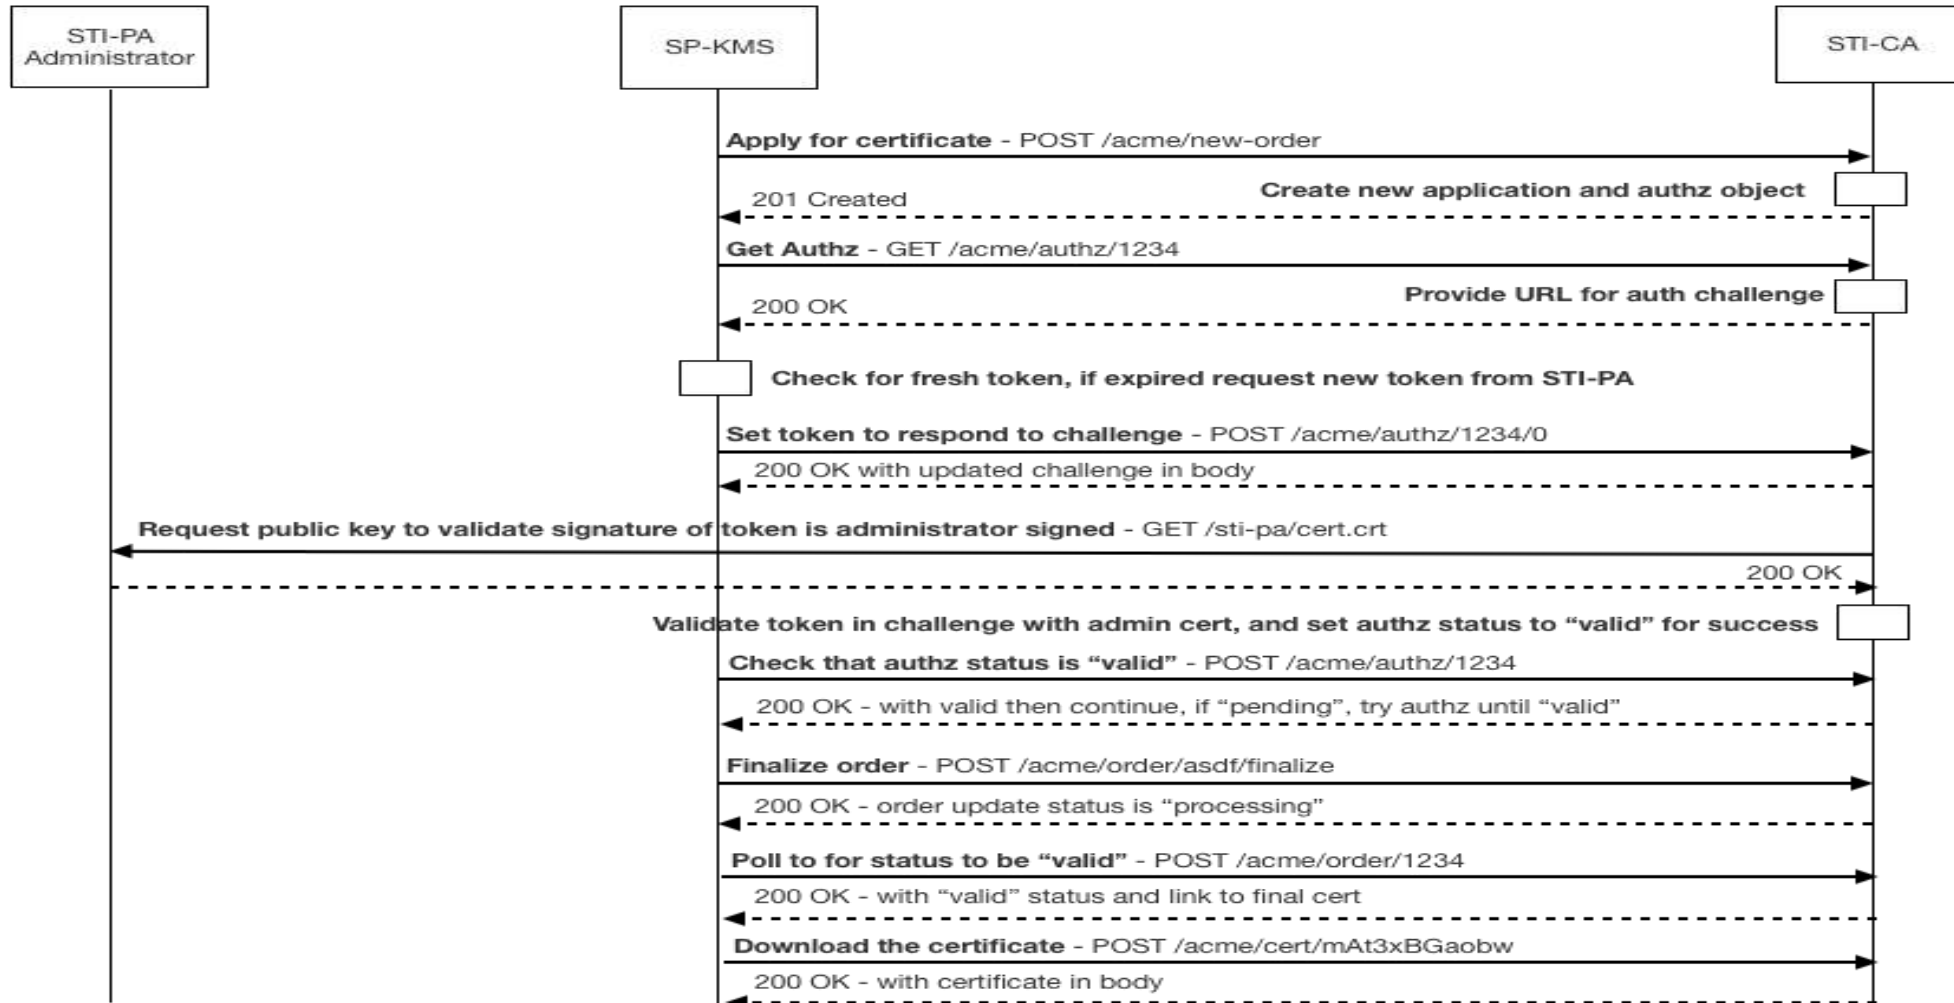 STI-PA
Administrator
SP-KMS
STI-CA
Apply for certificate - POST /acme/new-order
Create new application and authz object
201 Created
Get Authz - GET /acme/authz/1234
Provide URL for auth challenge
200 OK
Check for fresh token, if expired request new token from STI-PA
Set token to respond to challenge - POST /acme/authz/1234/0
200 OK with updated challenge in body
Request public key to validate signature of token is administrator signed - GET /sti-pa/cert.crt
200 OK
Validate token in challenge with admin cert, and set authz status to “valid” for success
Check that authz status is “valid” - POST /acme/authz/1234
200 OK - with valid then continue, if “pending”, try authz until “valid”
Finalize order - POST /acme/order/asdf/finalize
200 OK - order update status is “processing”
Poll to for status to be “valid” - POST /acme/order/1234
200 OK - with “valid” status and link to final cert
Download the certificate - POST /acme/cert/mAt3xBGaobw
200 OK - with certificate in body